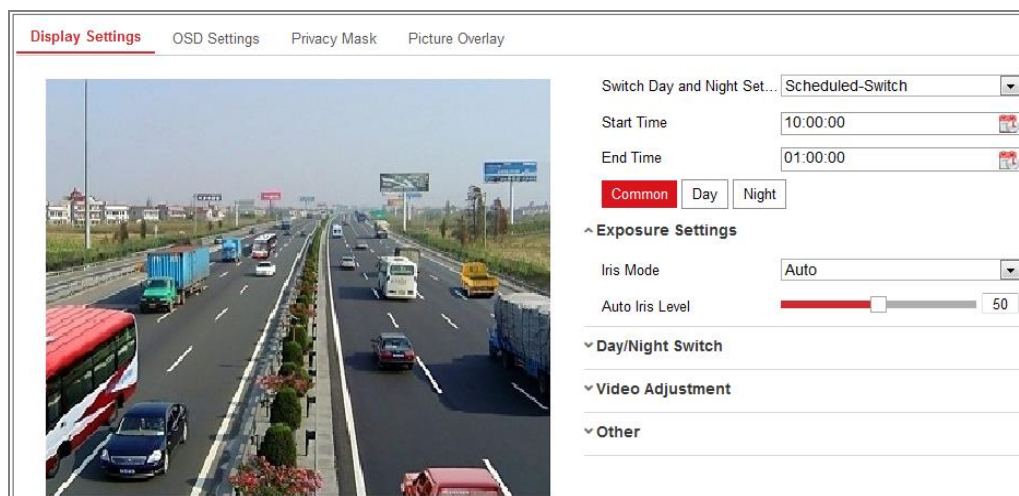 Display Settings OSD Settings Privacy Mask Picture Overlay
Switch Day and Night Set... Scheduled-Switch
Start Time 10:00:00
End Time 01:00:00
Common Day Night
Exposure Settings
Iris Mode Auto
Auto Iris Level 50
Day/Night Switch
Video Adjustment
Other